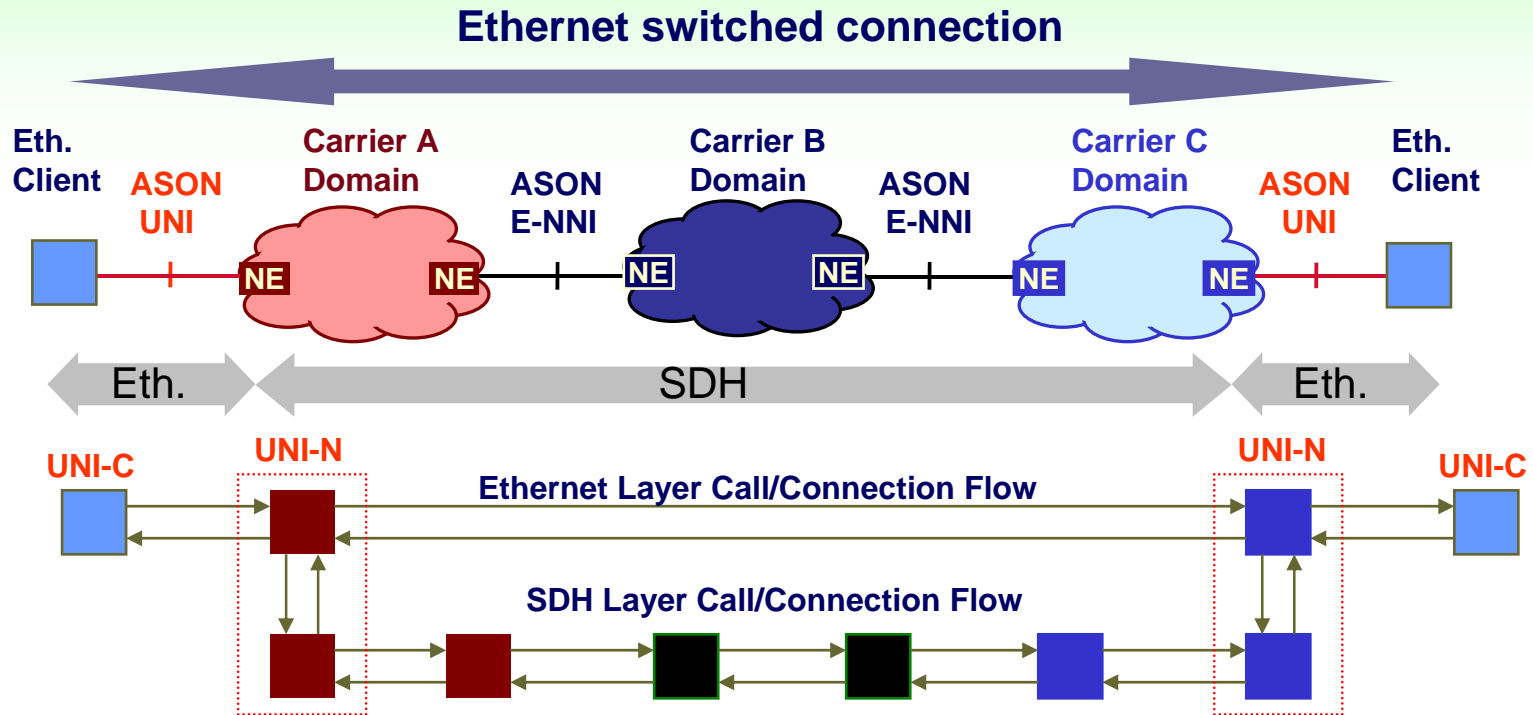 Ethernet switched connection
Eth.
Client
ASON
UNI
Carrier A
Domain
ASON
E-NNI
Carrier B
Domain
ASON
E-NNI
Carrier C
Domain
ASON
UNI
Eth.
Client
NE
NE
NE
NE
NE
NE
Eth.
SDH
Eth.
UNI-C
UNI-N
UNI-N
UNI-C
Ethernet Layer Call/Connection Flow
SDH Layer Call/Connection Flow